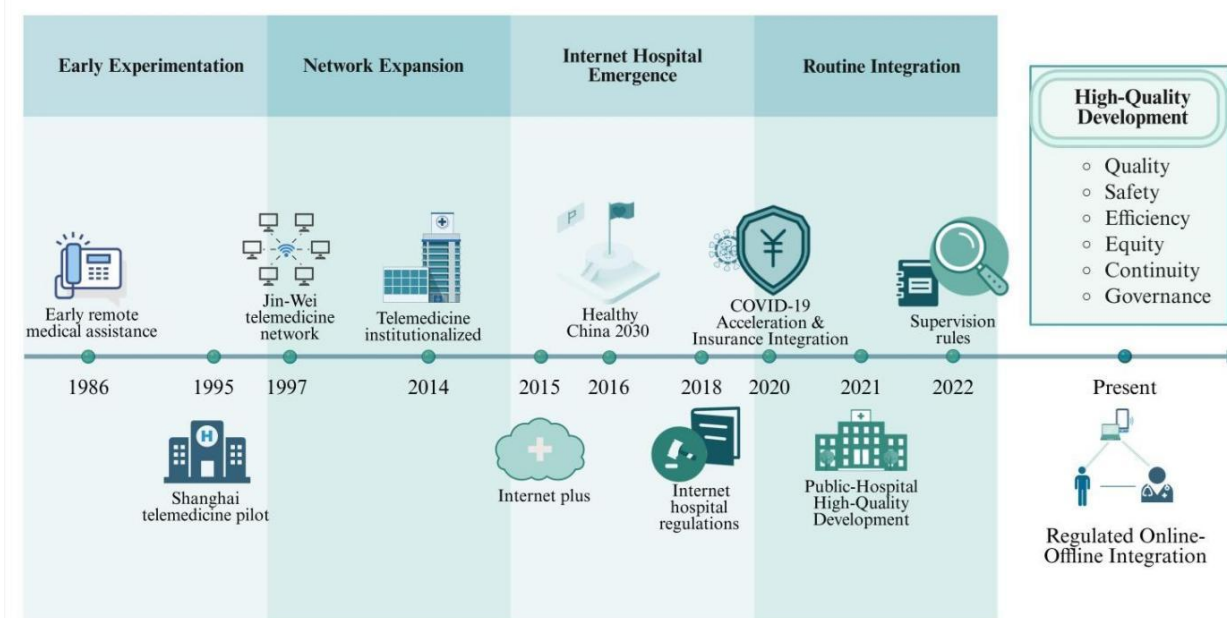 Early Experimentation
Network Expansion
Internet Hospital
Emergence
Routine Integration
High-Quality
Development
Quality
Safety
Efficiency
Equity
Continuity
Governance
P
Early remote
medical assistance
Jin-Wei
telemedicine
network
Telemedicine
institutionalized
Healthy
China 2030
¥
COVID-19
Acceleration &
Insurance Integration
Supervision
rules
1986
1995
1997
2014
2015
2016
2018
2020
2021
2022
Present
H
Shanghai
telemedicine pilot
Internet plus
Internet
hospital
regulations
Public-Hospital
High-Quality
Development
Regulated Online-
Offline Integration